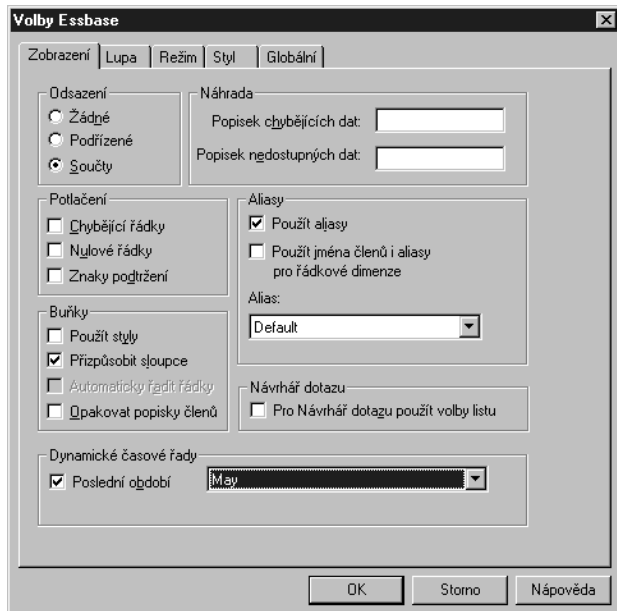 Volby Essbase
Zobrazení
Lupa
Režim
Styl
Globální
Odsazení
Žádné
Podřízené
Součty
Náhrada
Popisek chybějících dat:
Popisek nedostupných dat:
Potlačení
Chybějící řádky
Nulové řádky
Znaky podtržení
Aliasy
Použít aliasy
Použít jména členů i aliasy
pro řádkové dimenze
Alias:
Default
Buňky
Použít styly
Přizpůsobit sloupce
Automaticky řadit řádky
Opakovat popisky členů
Návrhář dotazu
Pro Návrhář dotazu použít volby listu
Dynamické časové řady
Poslední období
May
OK
Storno
Nápověda